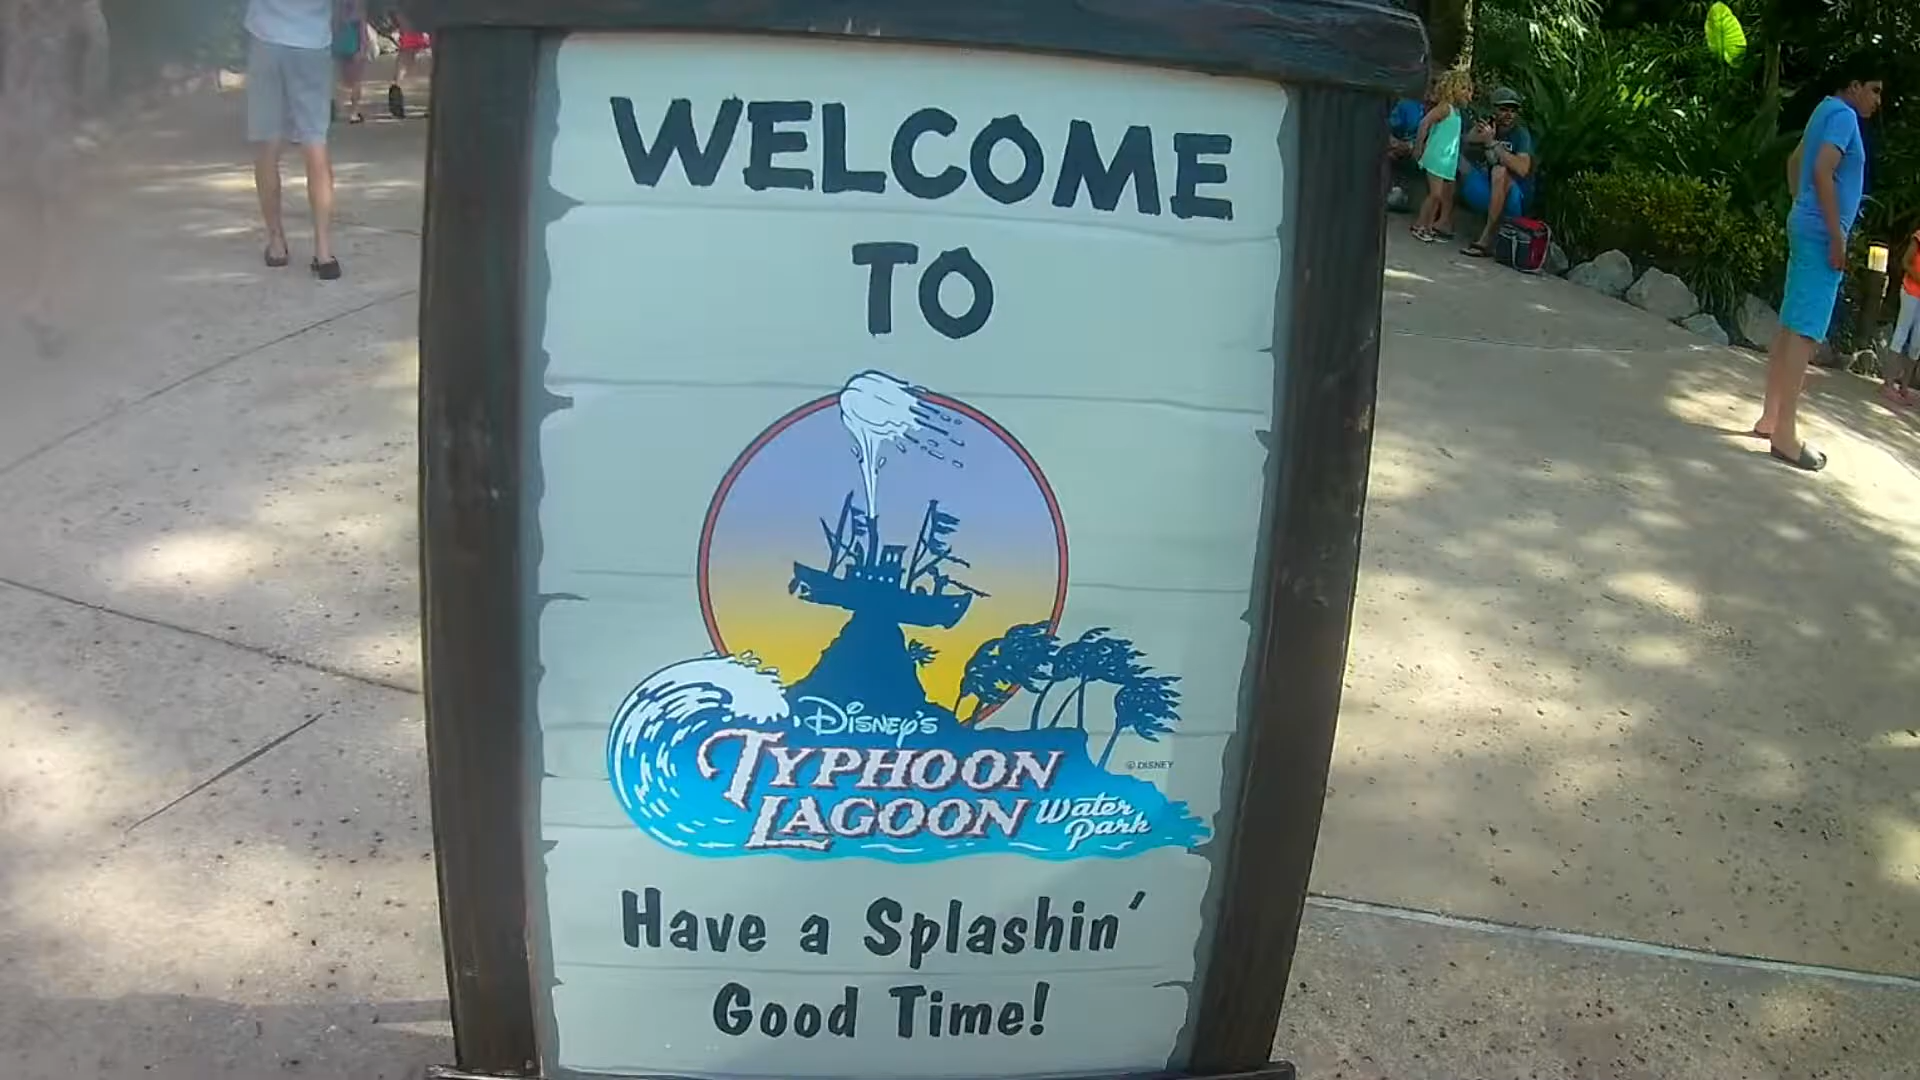 WELCOME
TO
Disney's
TYPHOON
LAGOON Water
Park
© DISNEY
Have a Splashin'
Good Time!